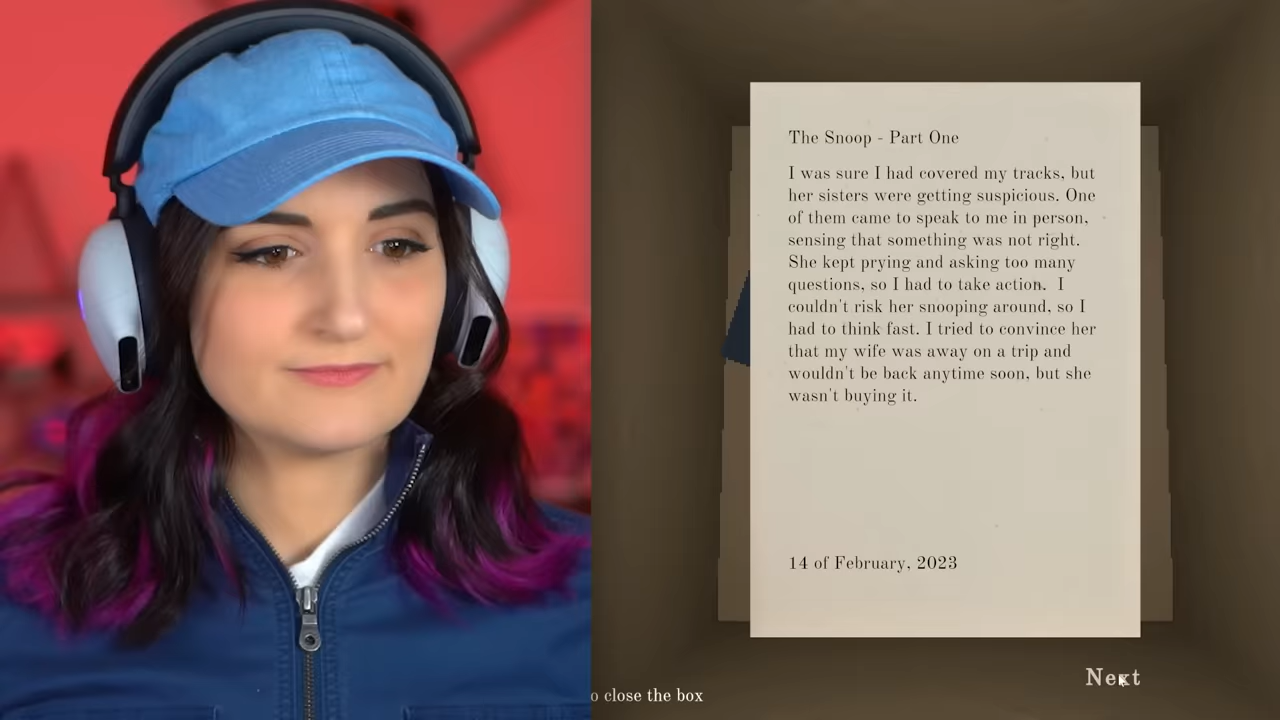 The Snoop - Part One
I was sure I had covered my tracks, but
her sisters were getting suspicious. One
of them came to speak to me in person,
sensing that something was not right.
She kept prying and asking too many
questions, so I had to take action.  I
couldn't risk her snooping around, so I
had to think fast. I tried to convince her
that my wife was away on a trip and
wouldn't be back anytime soon, but she
wasn't buying it.
14 of February, 2023
Next
o close the box